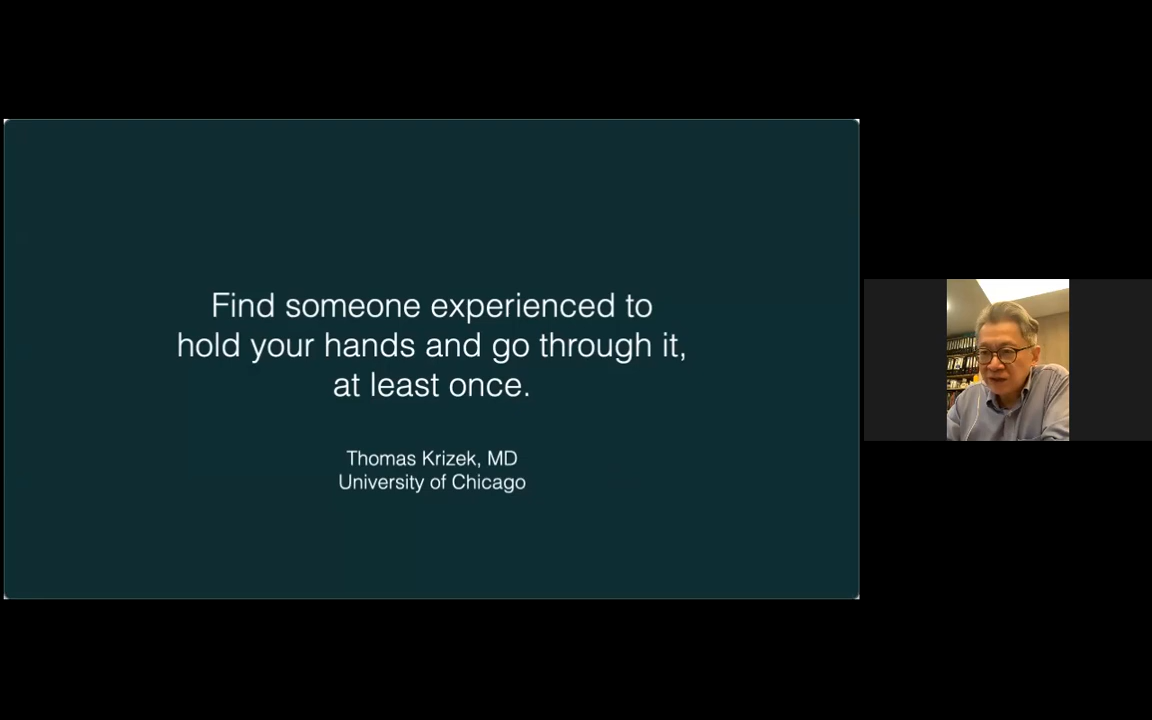 Find someone experienced to
hold your hands and go through it,
at least once.
Thomas Krizek, MD
University of Chicago